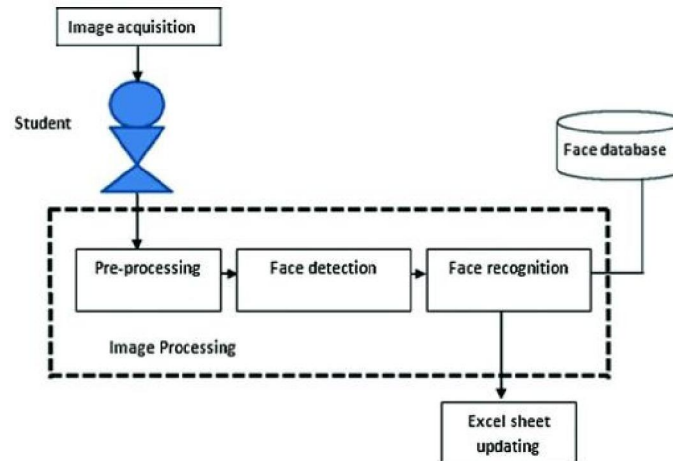 Image acquisition
Student
Face database
Pre-processing
Face detection
Face recognition
Image Processing
Excel sheet
updating